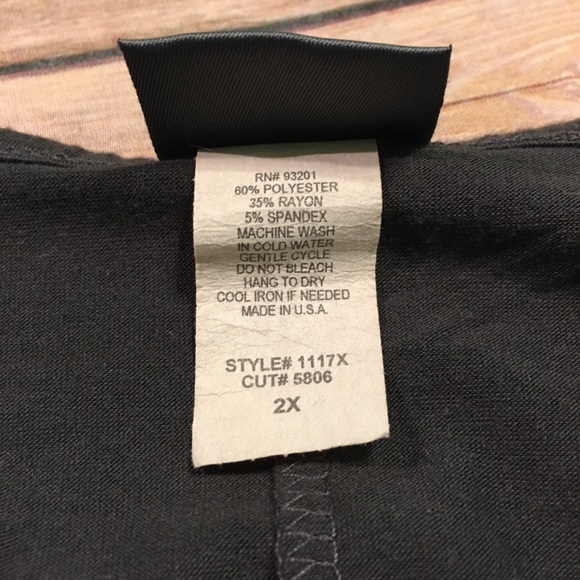 RN# 93201
60% POLYESTER
35% RAYON
5% SPANDEX
MACHINE WASH
IN COLD WATER
GENTLE CYCLE
DO NOT BLEACH
HANG TO DRY
COOL IRON IF NEEDED
MADE IN U.S.A.
STYLE# 1117X
CUT# 5806
2X